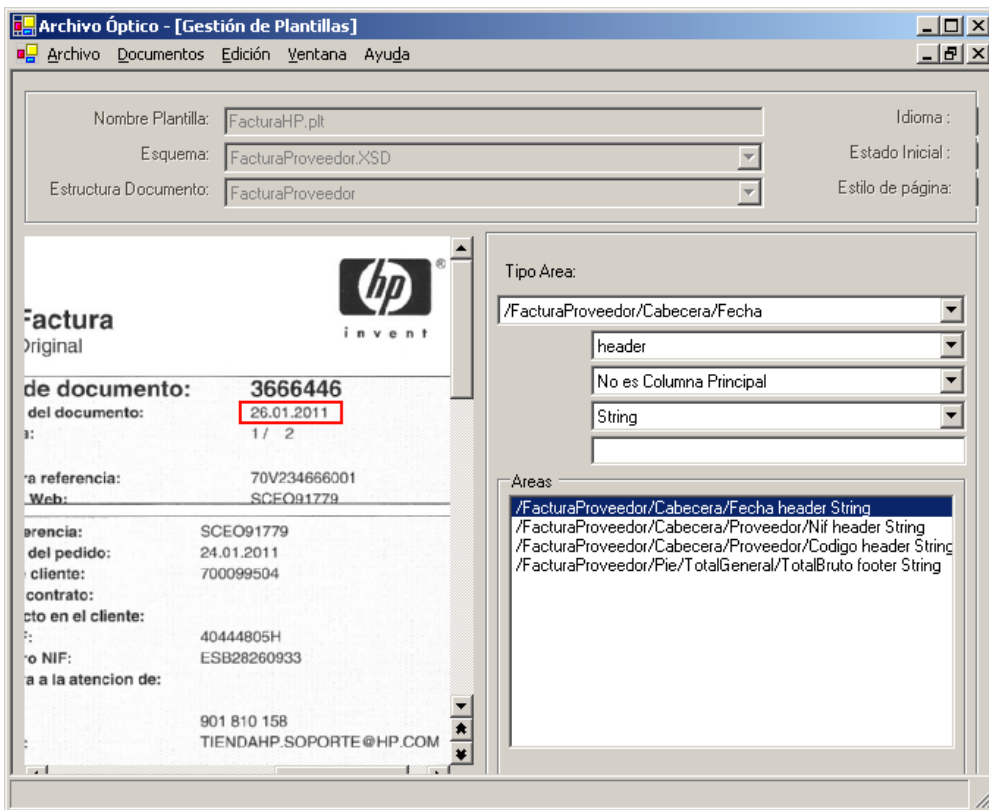 Archivo Óptico - [Gestión de Plantillas]
Archivo Documentos Edición Ventana Ayuda
Nombre Plantilla: FacturaHP.plt Idioma :
Esquema: FacturaProveedor.XSD Estado Inicial :
Estructura Documento: FacturaProveedor Estilo de página:
hp ®
invent
Factura
Original
de documento: 3666446
del documento: 26.01.2011
a: 1 / 2
ra referencia: 70V234666001
Web: SCEO91779
erencia: SCEO91779
del pedido: 24.01.2011
cliente: 700099504
contrato:
cto en el cliente:
F: 40444805H
ro NIF: ESB28260933
ra a la atencion de:
901 810 158
: TIENDAHP.SOPORTE@HP.COM
Tipo Area:
/FacturaProveedor/Cabecera/Fecha
header
No es Columna Principal
String
Areas
/FacturaProveedor/Cabecera/Fecha header String
/FacturaProveedor/Cabecera/Proveedor/Nif header String
/FacturaProveedor/Cabecera/Proveedor/Codigo header String
/FacturaProveedor/Pie/TotalGeneral/TotalBruto footer String